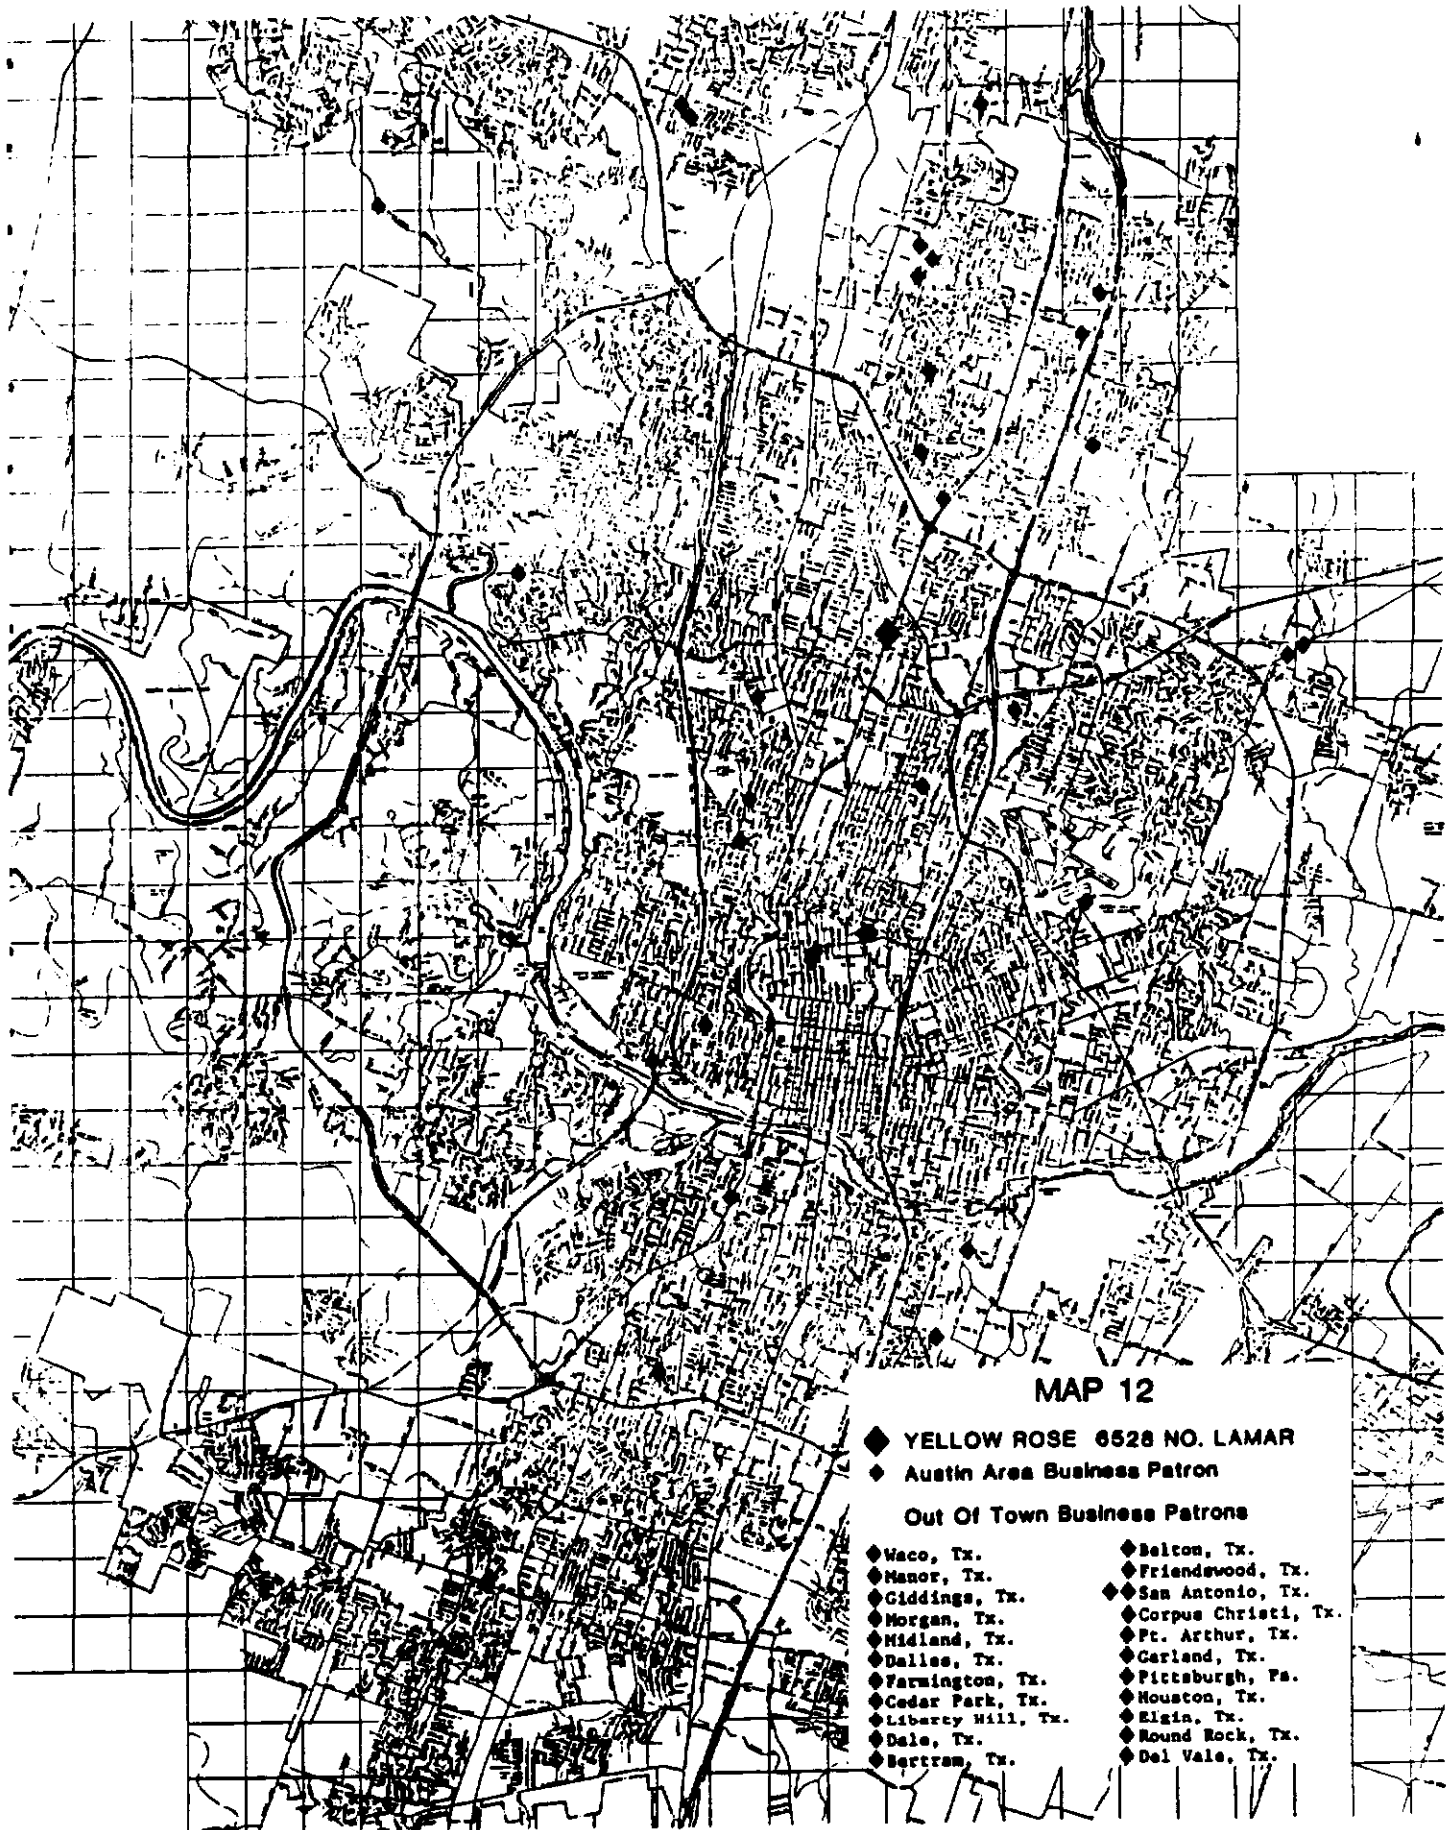 MAP 12
YELLOW ROSE 6528 NO. LAMAR
Austin Area Business Patron
Out Of Town Business Patrons
Waco, Tx.
Manor, Tx.
Giddings, Tx.
Morgan, Tx.
Midland, Tx.
Dallas, Tx.
Farmington, Tx.
Cedar Park, Tx.
Liberty Hill, Tx.
Dale, Tx.
Bertram, Tx.
Belton, Tx.
Friendswood, Tx.
San Antonio, Tx.
Corpus Christi, Tx.
Pt. Arthur, Tx.
Garland, Tx.
Pittsburgh, Pa.
Houston, Tx.
Elgin, Tx.
Round Rock, Tx.
Del Vale, Tx.